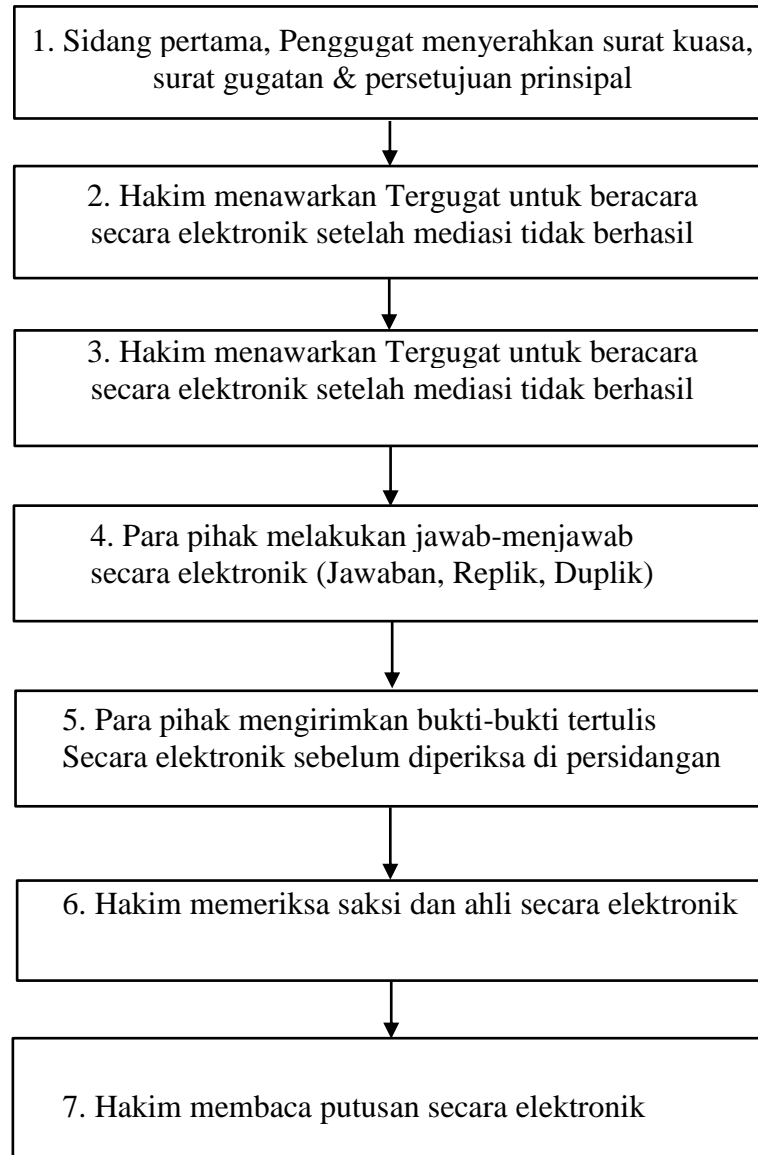 1. Sidang pertama, Penggugat menyerahkan surat kuasa,
surat gugatan & persetujuan prinsipal
2. Hakim menawarkan Tergugat untuk beracara
secara elektronik setelah mediasi tidak berhasil
3. Hakim menawarkan Tergugat untuk beracara
secara elektronik setelah mediasi tidak berhasil
4. Para pihak melakukan jawab-menjawab
secara elektronik (Jawaban, Replik, Duplik)
5. Para pihak mengirimkan bukti-bukti tertulis
Secara elektronik sebelum diperiksa di persidangan
6. Hakim memeriksa saksi dan ahli secara elektronik
7. Hakim membaca putusan secara elektronik